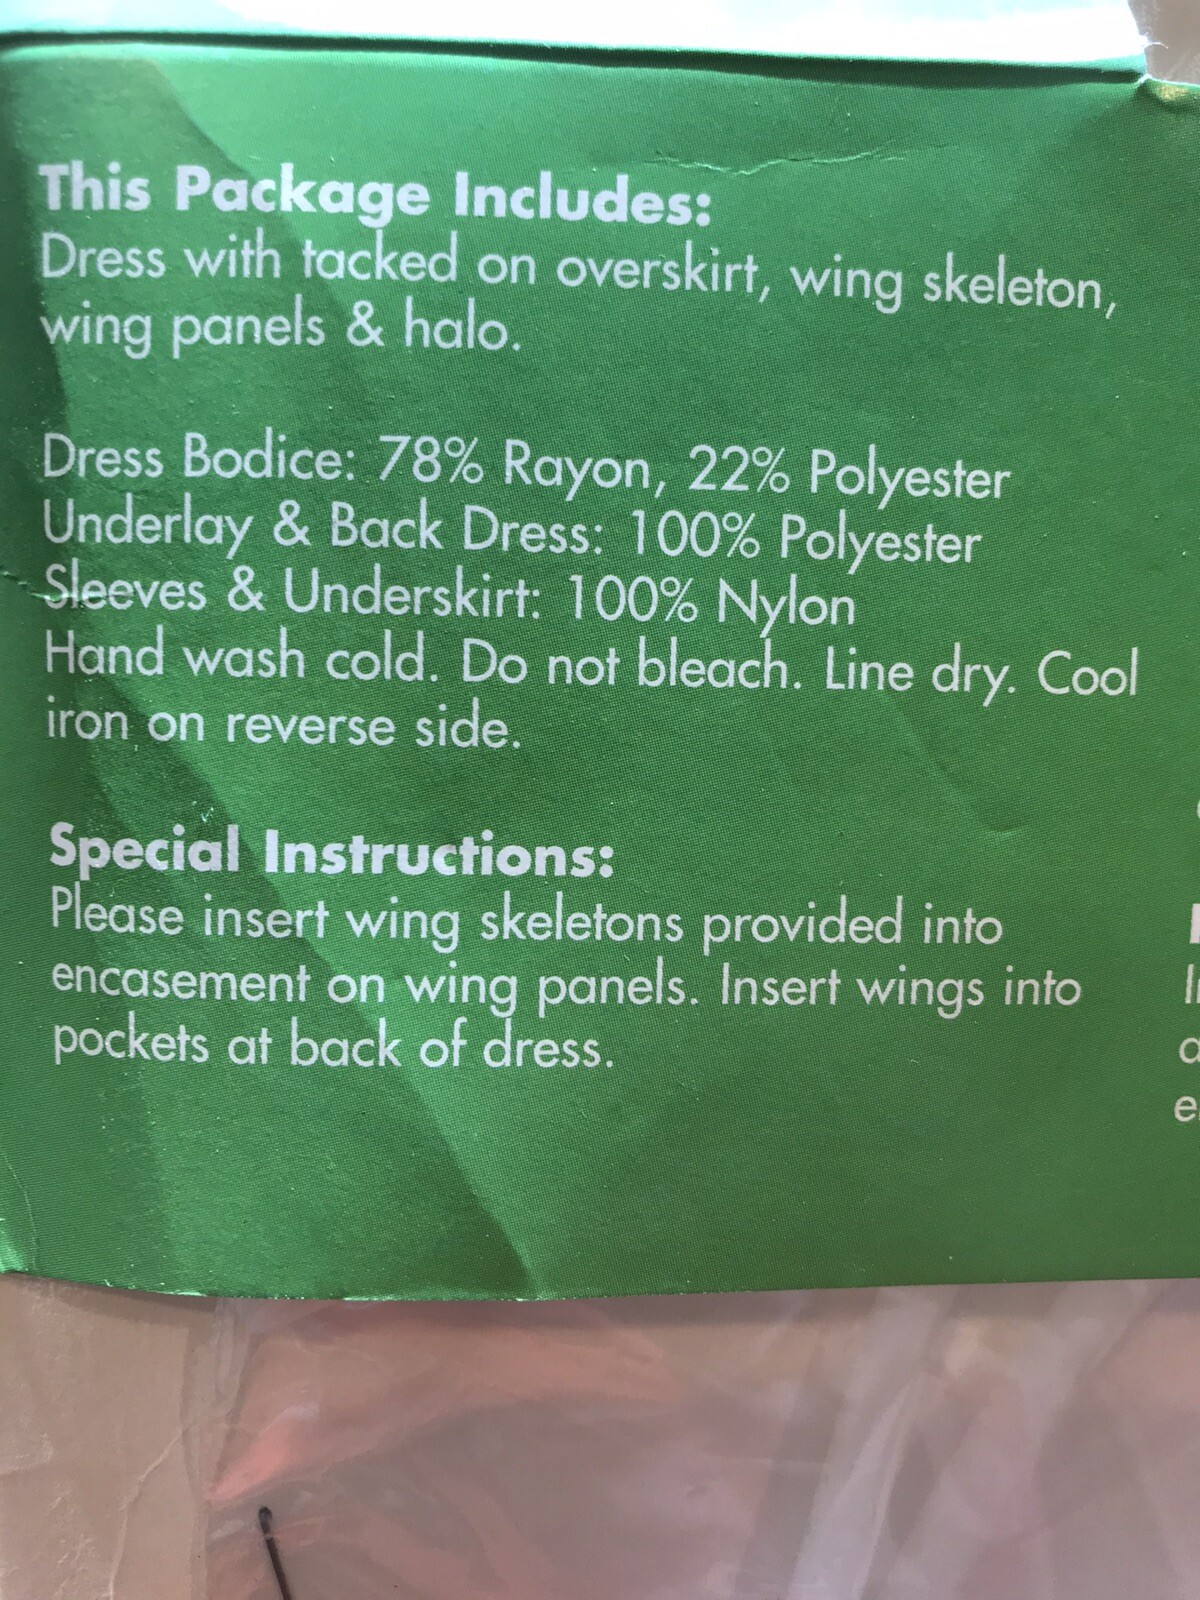 This Package Includes:
Dress with tacked on overskirt, wing skeleton,
wing panels & halo.
Dress Bodice: 78% Rayon, 22% Polyester
Underlay & Back Dress: 100% Polyester
Sleeves & Underskirt: 100% Nylon
Hand wash cold. Do not bleach. Line dry. Cool
iron on reverse side.
Special Instructions:
Please insert wing skeletons provided into
encasement on wing panels. Insert wings into
pockets at back of dress.